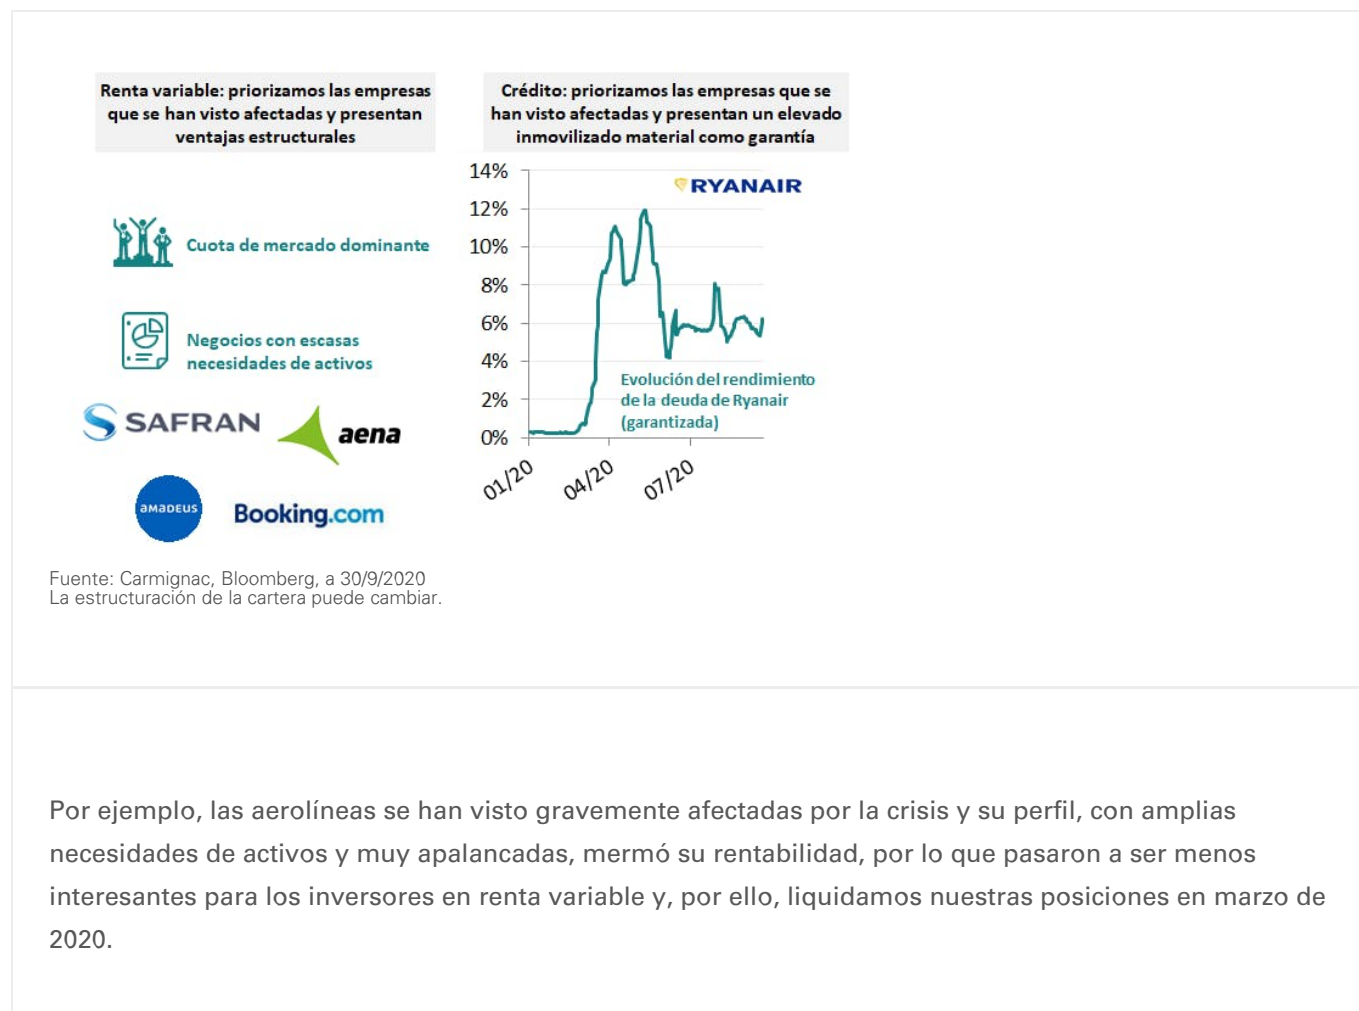 Renta variable: priorizamos las empresas
que se han visto afectadas y presentan
ventajas estructurales
Cuota de mercado dominante
Negocios con escasas
necesidades de activos
SAFRAN
aena
amadeus
Booking.com
Crédito: priorizamos las empresas que se
han visto afectadas y presentan un elevado
inmovilizado material como garantía
RYANAIR
14%
12%
10%
8%
6%
4%
2%
0%
Evolución del rendimiento
de la deuda de Ryanair
(garantizada)
01/20
04/20
07/20
Fuente: Carmignac, Bloomberg, a 30/9/2020
La estructuración de la cartera puede cambiar.
Por ejemplo, las aerolíneas se han visto gravemente afectadas por la crisis y su perfil, con amplias
necesidades de activos y muy apalancadas, mermó su rentabilidad, por lo que pasaron a ser menos
interesantes para los inversores en renta variable y, por ello, liquidamos nuestras posiciones en marzo de
2020.